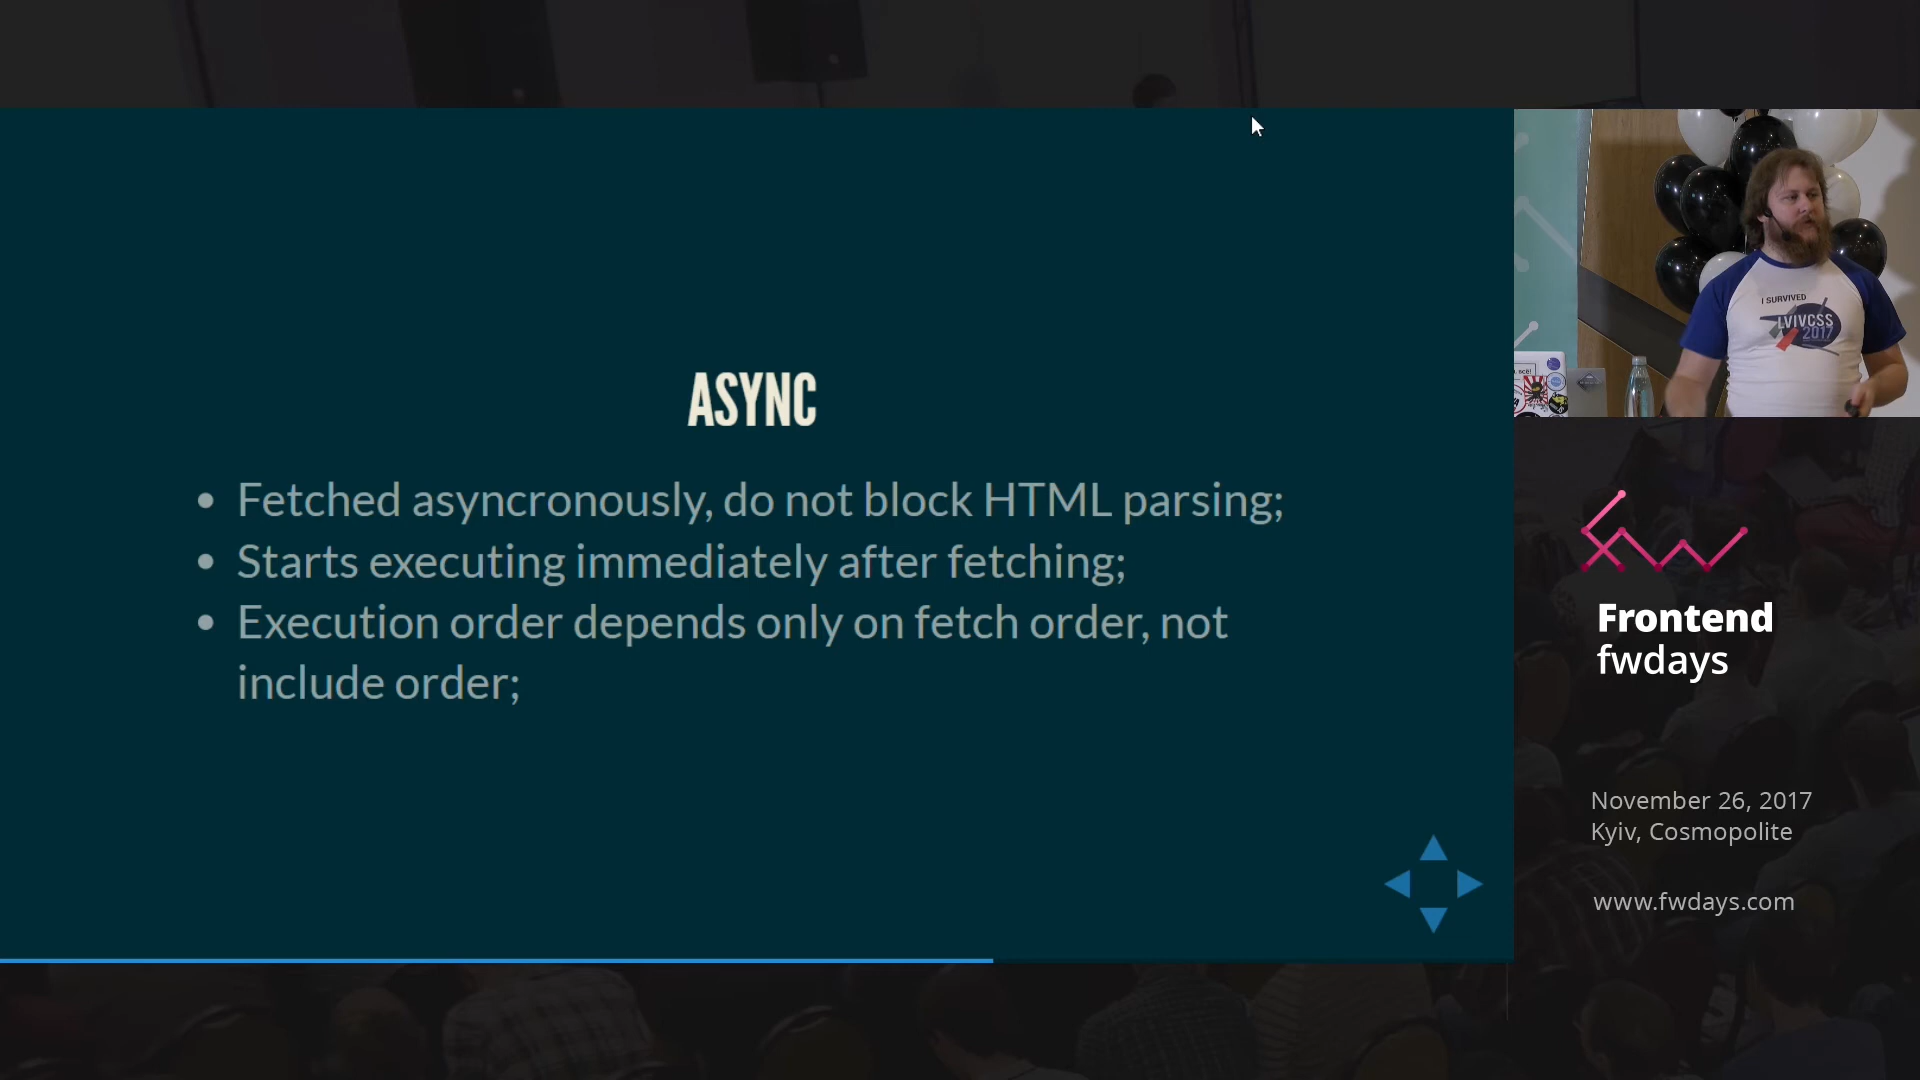 ASYNC
Fetched asyncronously, do not block HTML parsing;
Starts executing immediately after fetching;
Execution order depends only on fetch order, not
include order;
I SURVIVED
LVIVCSS
2017
Frontend
fwdays
November 26, 2017
Kyiv, Cosmopolite
www.fwdays.com